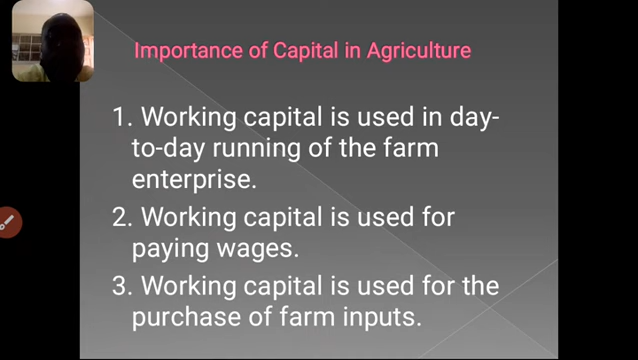 Importance of Capital in Agriculture
1. Working capital is used in day-
to-day running of the farm
enterprise.
2. Working capital is used for
paying wages.
3. Working capital is used for the
purchase of farm inputs.